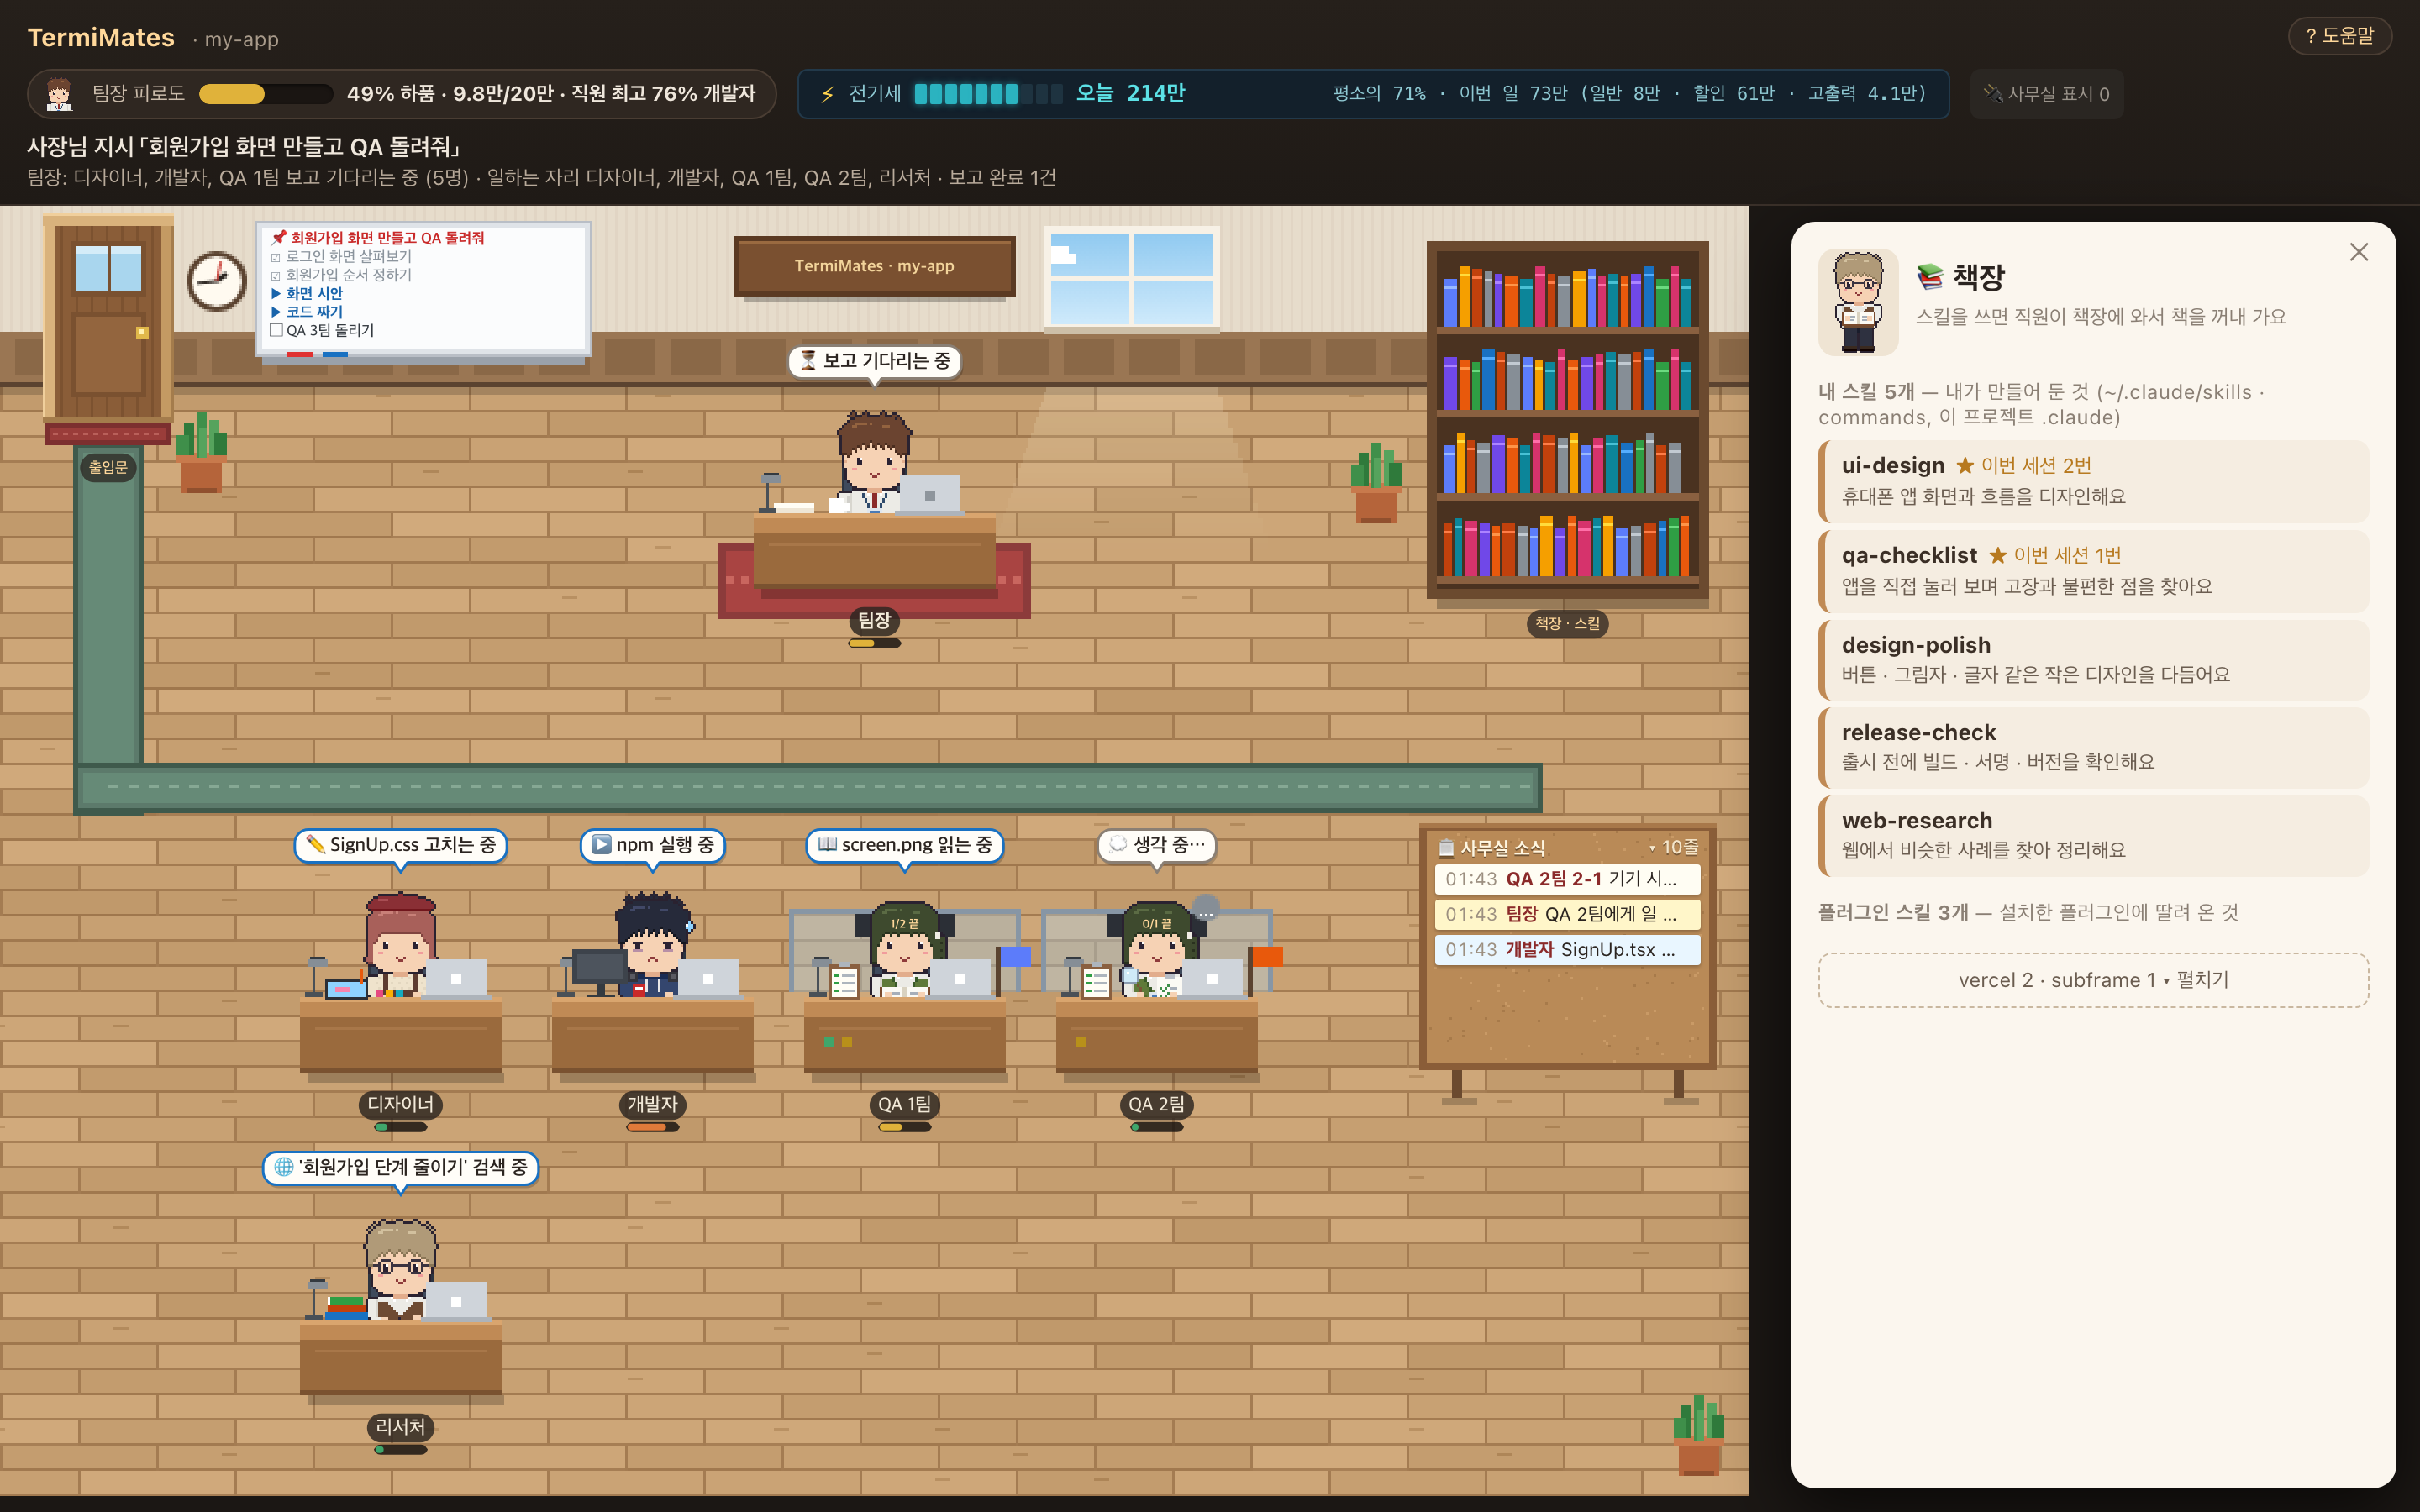 TermiMates · my-app
? 도움말
팀장 피로도 49% 하품 · 9.8만/20만 · 직원 최고 76% 개발자
⚡ 전기세 오늘 214만 평소의 71% · 이번 일 73만 (일반 8만 · 할인 61만 · 고출력 4.1만)
사무실 표시 0
사장님 지시 「회원가입 화면 만들고 QA 돌려줘」
팀장: 디자이너, 개발자, QA 1팀 보고 기다리는 중 (5명) · 일하는 자리 디자이너, 개발자, QA 1팀, QA 2팀, 리서처 · 보고 완료 1건
📌 회원가입 화면 만들고 QA 돌려줘
☑ 로그인 화면 살펴보기
☑ 회원가입 순서 정하기
▶ 화면 시안
▶ 코드 짜기
☐ QA 3팀 돌리기
TermiMates · my-app
⏳ 보고 기다리는 중
출입문
팀장
책장 · 스킬
✏️ SignUp.css 고치는 중
▶️ npm 실행 중
📖 screen.png 읽는 중
💭 생각 중…
1/2 끝
0/1 끝
...
📋 사무실 소식 ▾ 10줄
01:43 QA 2팀 2-1 기기 시…
01:43 팀장 QA 2팀에게 일 …
01:43 개발자 SignUp.tsx …
디자이너
개발자
QA 1팀
QA 2팀
🌐 '회원가입 단계 줄이기' 검색 중
리서처
📚 책장
스킬을 쓰면 직원이 책장에 와서 책을 꺼내 가요
내 스킬 5개 — 내가 만들어 둔 것 (~/.claude/skills ·
commands, 이 프로젝트 .claude)
ui-design ★ 이번 세션 2번
휴대폰 앱 화면과 흐름을 디자인해요
qa-checklist ★ 이번 세션 1번
앱을 직접 눌러 보며 고장과 불편한 점을 찾아요
design-polish
버튼 · 그림자 · 글자 같은 작은 디자인을 다듬어요
release-check
출시 전에 빌드 · 서명 · 버전을 확인해요
web-research
웹에서 비슷한 사례를 찾아 정리해요
플러그인 스킬 3개 — 설치한 플러그인에 딸려 온 것
vercel 2 · subframe 1 ▾ 펼치기